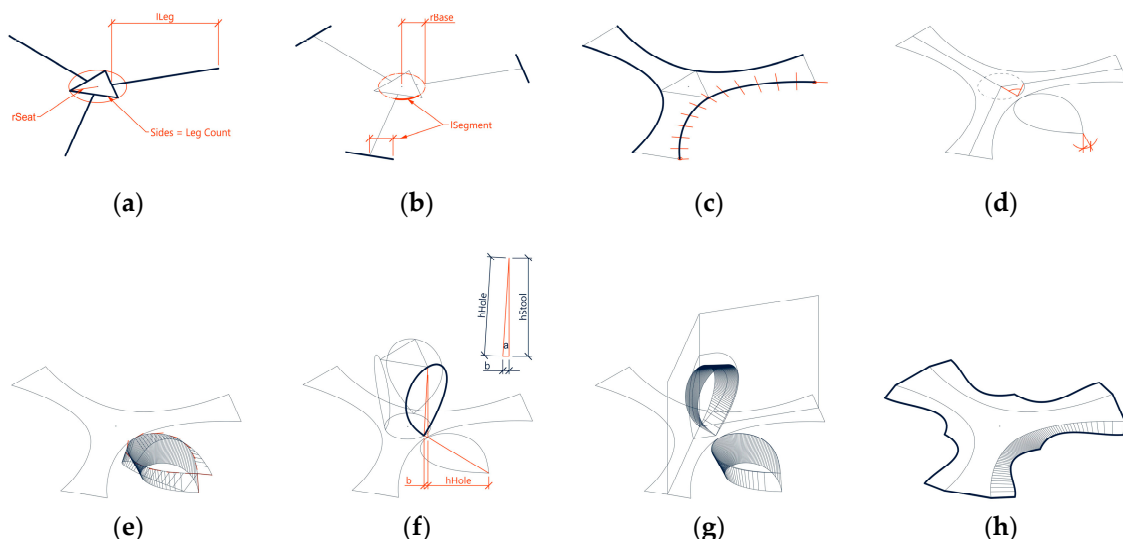 lLeg
rSeat
Sides = Leg Count
(a)
rBase
lSegment
(b)
(c)
(d)
(e)
hHole
hStool
a
b
b
hHole
(f)
(g)
(h)